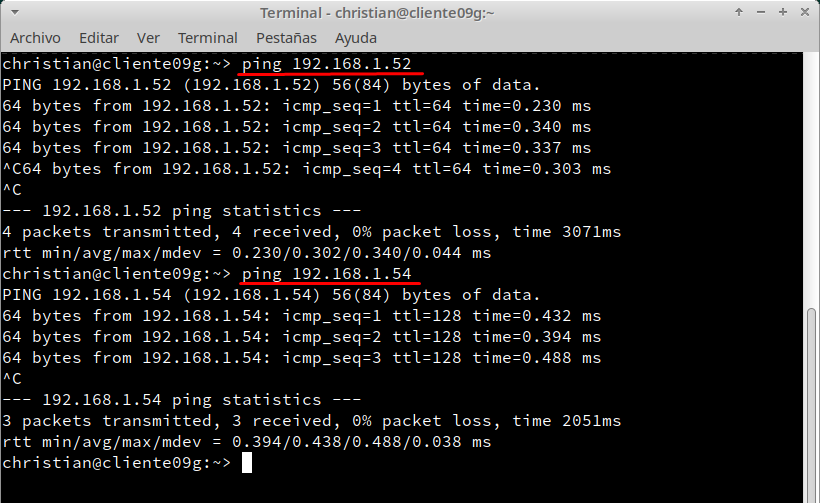 Terminal - christian@cliente09g:~
Archivo Editar Ver Terminal Pestañas Ayuda
christian@cliente09g:~> ping 192.168.1.52
PING 192.168.1.52 (192.168.1.52) 56(84) bytes of data.
64 bytes from 192.168.1.52: icmp_seq=1 ttl=64 time=0.230 ms
64 bytes from 192.168.1.52: icmp_seq=2 ttl=64 time=0.340 ms
64 bytes from 192.168.1.52: icmp_seq=3 ttl=64 time=0.337 ms
^C64 bytes from 192.168.1.52: icmp_seq=4 ttl=64 time=0.303 ms
^C
--- 192.168.1.52 ping statistics ---
4 packets transmitted, 4 received, 0% packet loss, time 3071ms
rtt min/avg/max/mdev = 0.230/0.302/0.340/0.044 ms
christian@cliente09g:~> ping 192.168.1.54
PING 192.168.1.54 (192.168.1.54) 56(84) bytes of data.
64 bytes from 192.168.1.54: icmp_seq=1 ttl=128 time=0.432 ms
64 bytes from 192.168.1.54: icmp_seq=2 ttl=128 time=0.394 ms
64 bytes from 192.168.1.54: icmp_seq=3 ttl=128 time=0.488 ms
^C
--- 192.168.1.54 ping statistics ---
3 packets transmitted, 3 received, 0% packet loss, time 2051ms
rtt min/avg/max/mdev = 0.394/0.438/0.488/0.038 ms
christian@cliente09g:~>